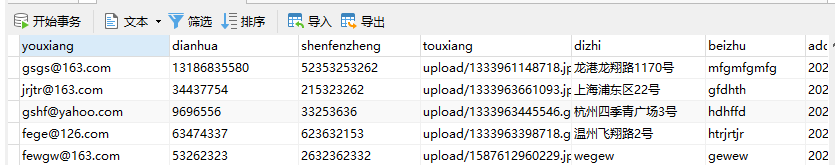 开始事务 文本 筛选 排序 导入 导出
youxiang dianhua shenfenzheng touxiang dizhi beizhu add
gsgs@163.com 13186835580 52353253262 upload/1333961148718.jp 龙港龙翔路1170号 mfgmfgmfg 202
jrjtr@163.com 34437754 215323262 upload/1333963661093.jp 上海浦东区22号 gfdhth 202
gshf@yahoo.com 9696556 33253636 upload/1333963445546.g 杭州四季青广场3号 hdhffd 202
fege@126.com 63474337 623632153 upload/1333963398718.g 温州飞翔路2号 htrjrtjr 202
fewgw@163.com 53262323 2632362332 upload/1587612960229.jp wegew gewew 202